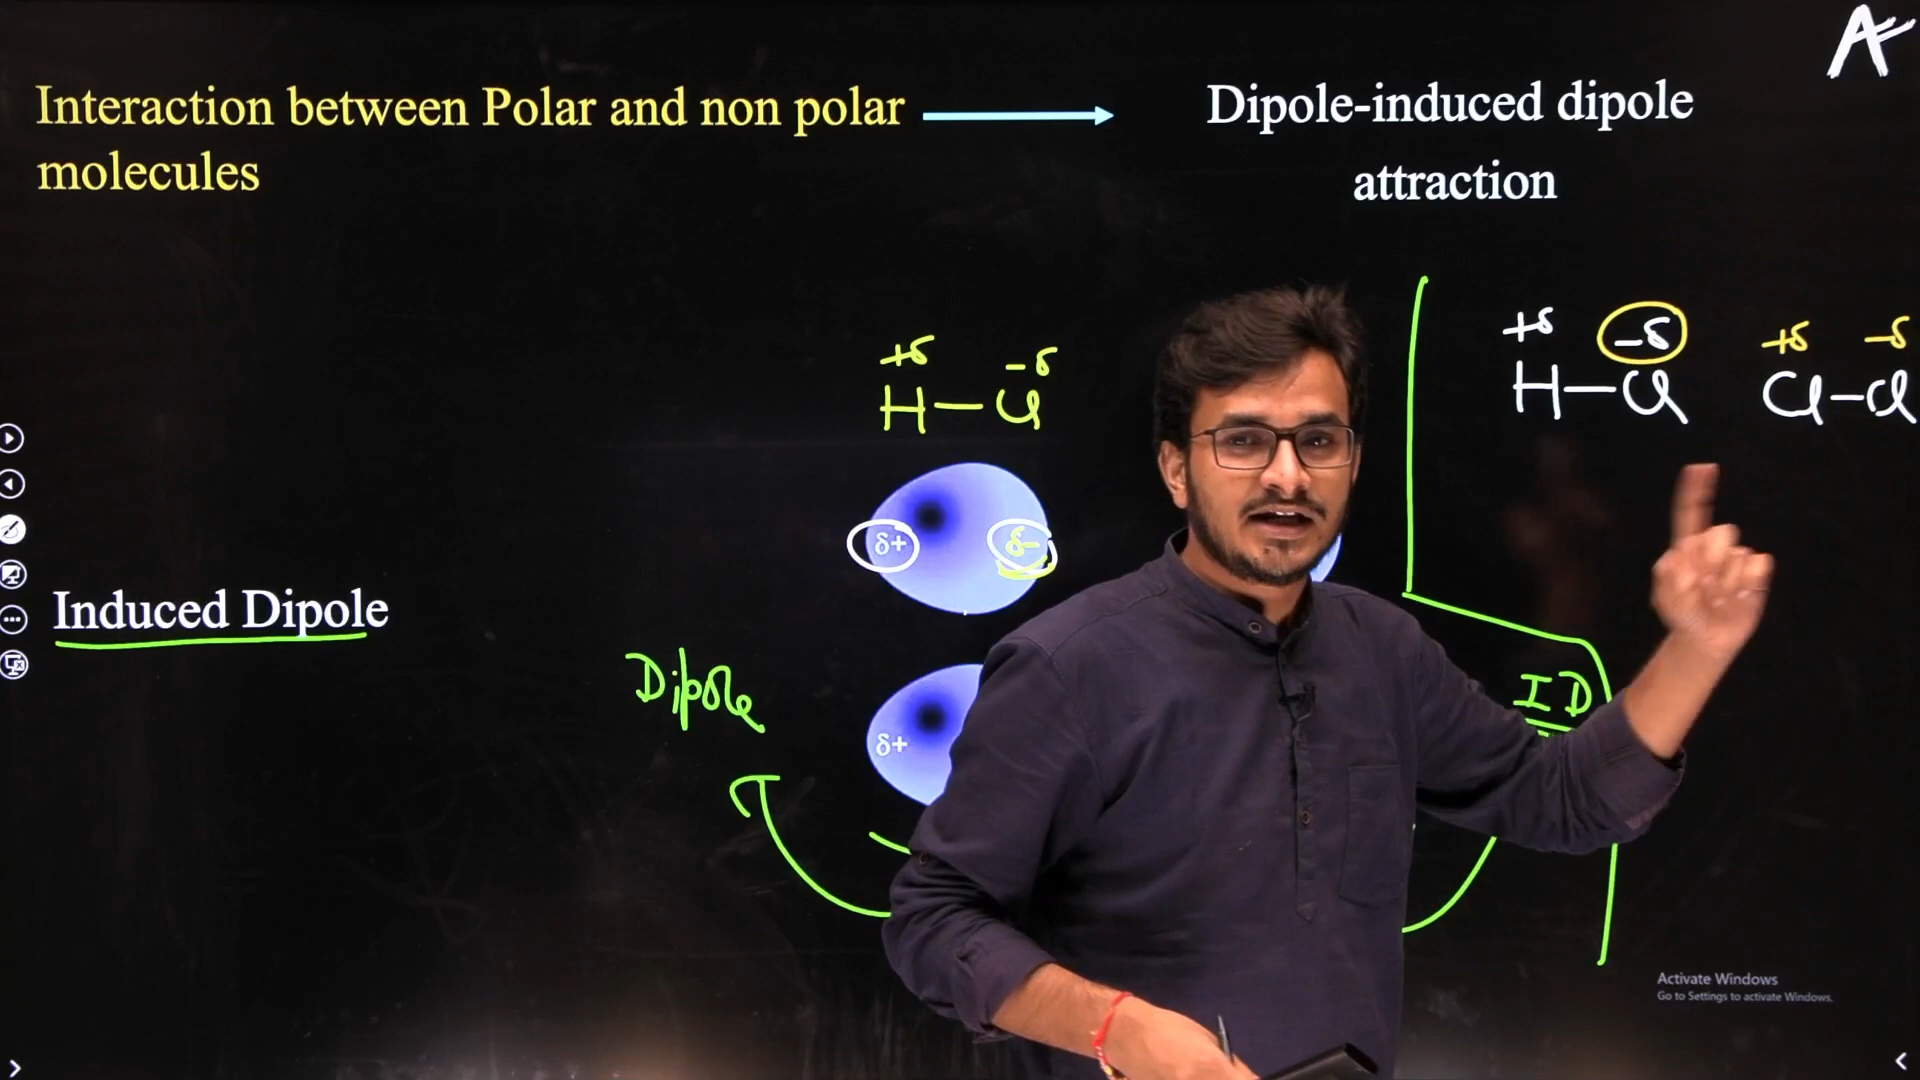 Interaction between Polar and non polar
molecules
Dipole-induced dipole
attraction
+δ -δ
H-Cl
+δ -δ
H-Cl
+δ -δ
Cl-Cl
δ+ δ-
Induced Dipole
Dipole
δ+
ID
Activate Windows
Go to Settings to activate Windows.